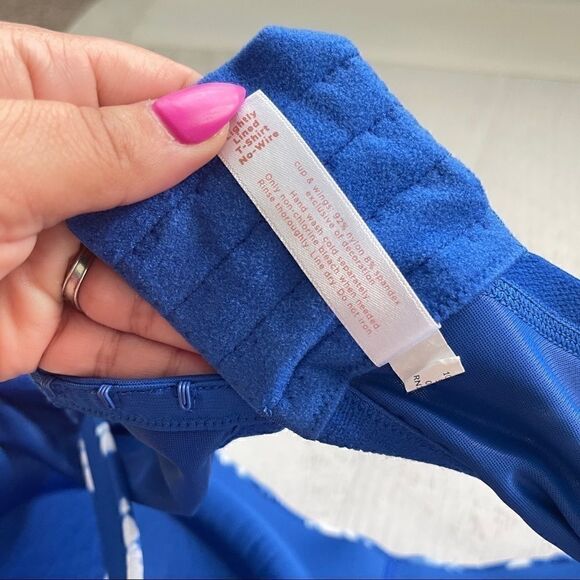 Lightly
Lined
T-Shirt
No-Wire
cup & wings: 92% nylon 8% spandex
exclusive of decoration
Hand wash cold separately
Only non-chlorine bleach when needed
Rinse thoroughly. Line dry. Do not iron
RN